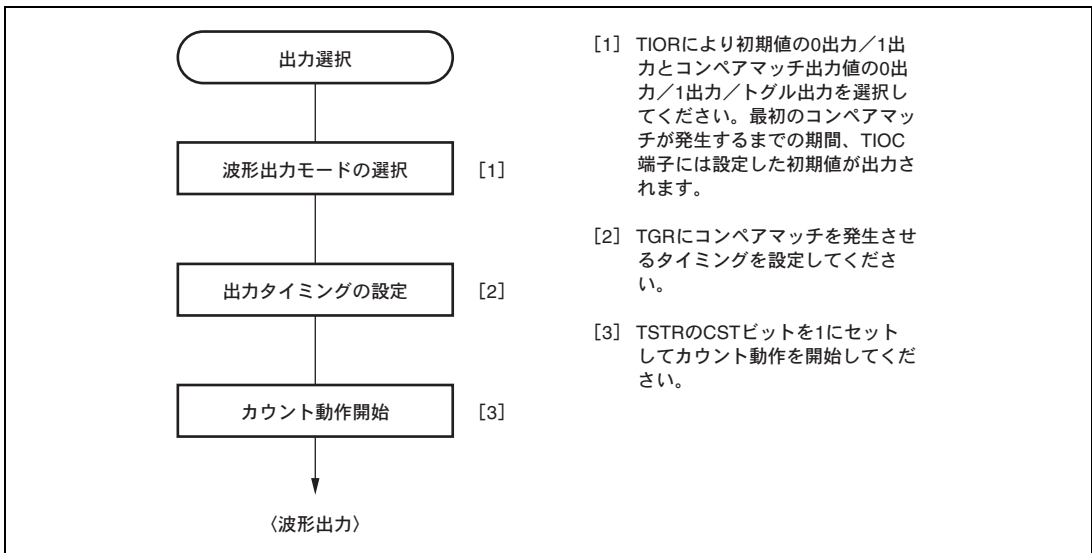 出力選択
波形出力モードの選択 [1]
出力タイミングの設定 [2]
カウント動作開始 [3]
〈波形出力〉
[1] TIORにより初期値の0出力／1出
力とコンペアマッチ出力値の0出
力／1出力／トグル出力を選択し
てください。最初のコンペアマッ
チが発生するまでの期間、TIOC
端子には設定した初期値が出力さ
れます。
[2] TGRにコンペアマッチを発生させ
るタイミングを設定してくださ
い。
[3] TSTRのCSTビットを1にセット
してカウント動作を開始してくだ
さい。